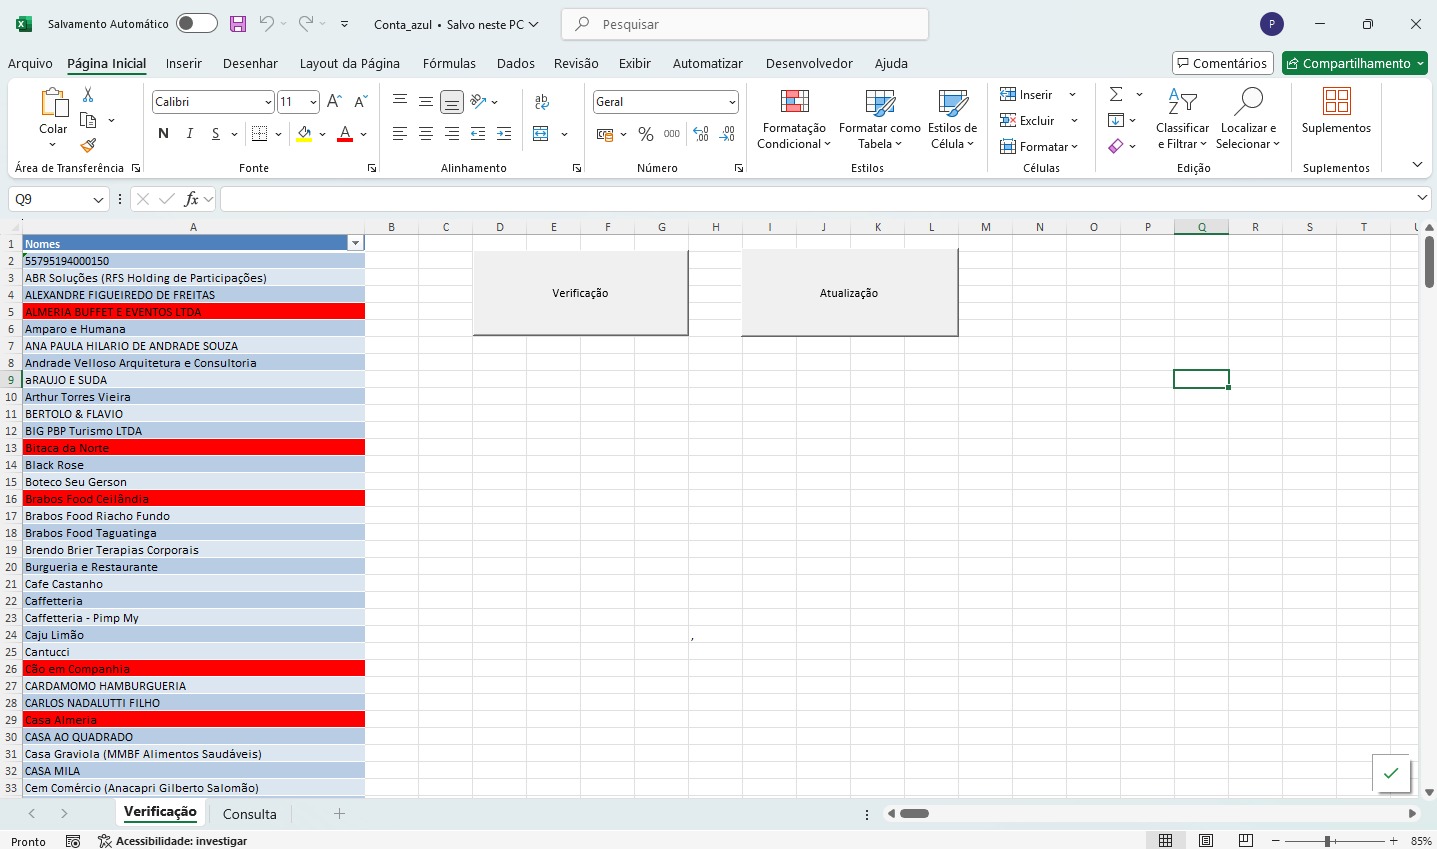 Salvamento Automático
Conta_azul • Salvo neste PC
Pesquisar
P
Arquivo Página Inicial Inserir Desenhar Layout da Página Fórmulas Dados Revisão Exibir Automatizar Desenvolvedor Ajuda
Comentários
Compartilhamento
Colar
Área de Transferência
Calibri 11
N I S
Fonte
Alinhamento
Geral
% 000
Número
Formatação Condicional
Formatar como Tabela
Estilos de Célula
Estilos
Inserir
Excluir
Formatar
Células
Classificar e Filtrar
Localizar e Selecionar
Edição
Suplementos
Suplementos
Q9
fx
A B C D E F G H I J K L M N O P Q R S T U
1 Nomes
2 55795194000150
3 ABR Soluções (RFS Holding de Participações)
4 ALEXANDRE FIGUEIREDO DE FREITAS
5 ALMERIA BUFFET E EVENTOS LTDA
6 Amparo e Humana
7 ANA PAULA HILARIO DE ANDRADE SOUZA
8 Andrade Velloso Arquitetura e Consultoria
9 aRAUJO E SUDA
10 Arthur Torres Vieira
11 BERTOLO & FLAVIO
12 BIG PBP Turismo LTDA
13 Bitaca da Norte
14 Black Rose
15 Boteco Seu Gerson
16 Brabos Food Ceilândia
17 Brabos Food Riacho Fundo
18 Brabos Food Taguatinga
19 Brendo Brier Terapias Corporais
20 Burgueria e Restaurante
21 Cafe Castanho
22 Caffetteria
23 Caffetteria - Pimp My
24 Caju Limão ,
25 Cantucci
26 Cão em Companhia
27 CARDAMOMO HAMBURGUERIA
28 CARLOS NADALUTTI FILHO
29 Casa Almeria
30 CASA AO QUADRADO
31 Casa Graviola (MMBF Alimentos Saudáveis)
32 CASA MILA
33 Cem Comércio (Anacapri Gilberto Salomão)
Verificação
Atualização
Verificação Consulta
Pronto
Acessibilidade: investigar
85%